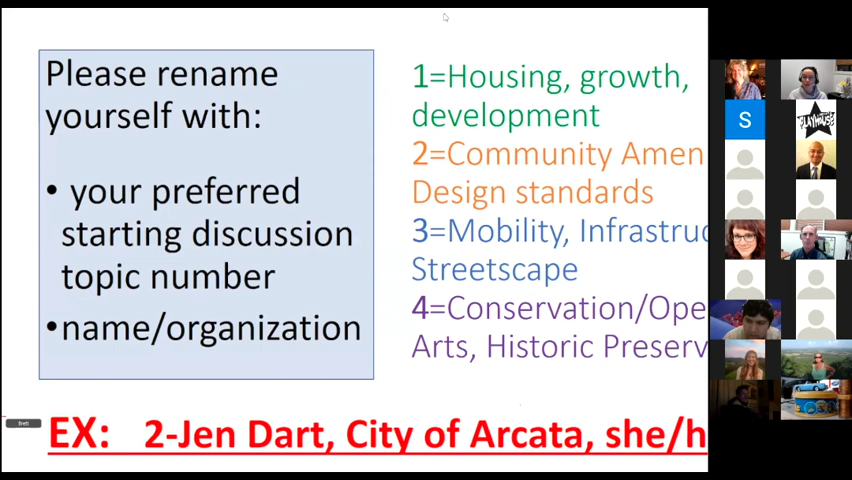 Please rename
yourself with:
• your preferred
starting discussion
topic number
•name/organization
1=Housing, growth,
development
2=Community Amen
Design standards
3=Mobility, Infrastruc
Streetscape
4=Conservation/Ope
Arts, Historic Preserv
EX: 2-Jen Dart, City of Arcata, she/h
Brett
S
PLAYHOUSE